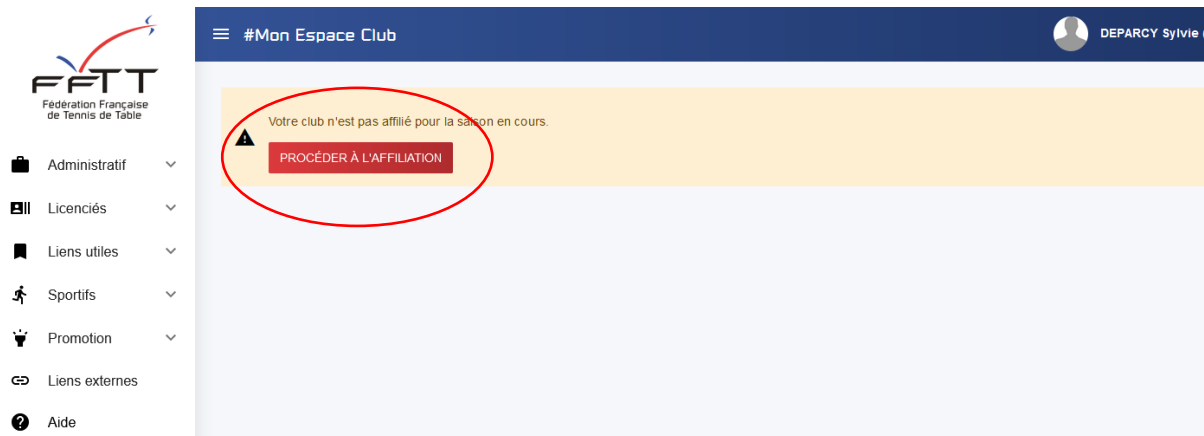 #Mon Espace Club
DEPARCY Sylvie (
FFTT
Fédération Française
de Tennis de Table
Votre club n'est pas affilié pour la saison en cours.
PROCÉDER À L'AFFILIATION
Administratif
Licenciés
Liens utiles
Sportifs
Promotion
Liens externes
Aide